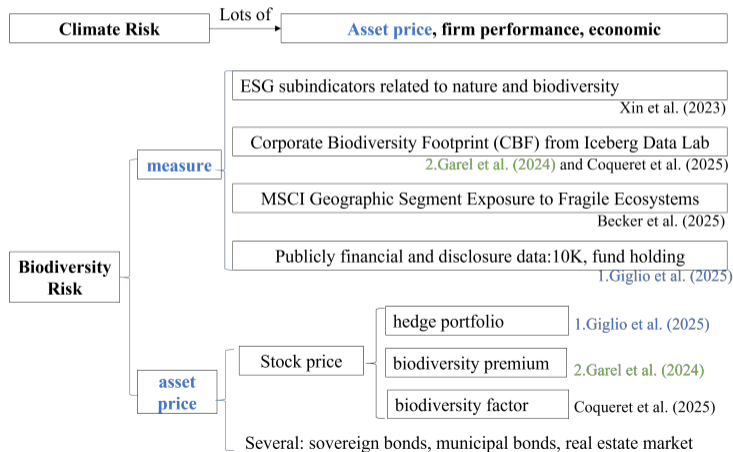 Climate Risk
Lots of
Asset price, firm performance, economic
ESG subindicators related to nature and biodiversity
Xin et al. (2023)
measure
Corporate Biodiversity Footprint (CBF) from Iceberg Data Lab
2.Garel et al. (2024) and Coqueret et al. (2025)
MSCI Geographic Segment Exposure to Fragile Ecosystems
Becker et al. (2025)
Publicly financial and disclosure data:10K, fund holding
1.Giglio et al. (2025)
Biodiversity
Risk
asset
price
Stock price
hedge portfolio
1.Giglio et al. (2025)
biodiversity premium
2.Garel et al. (2024)
biodiversity factor
Coqueret et al. (2025)
Several: sovereign bonds, municipal bonds, real estate market